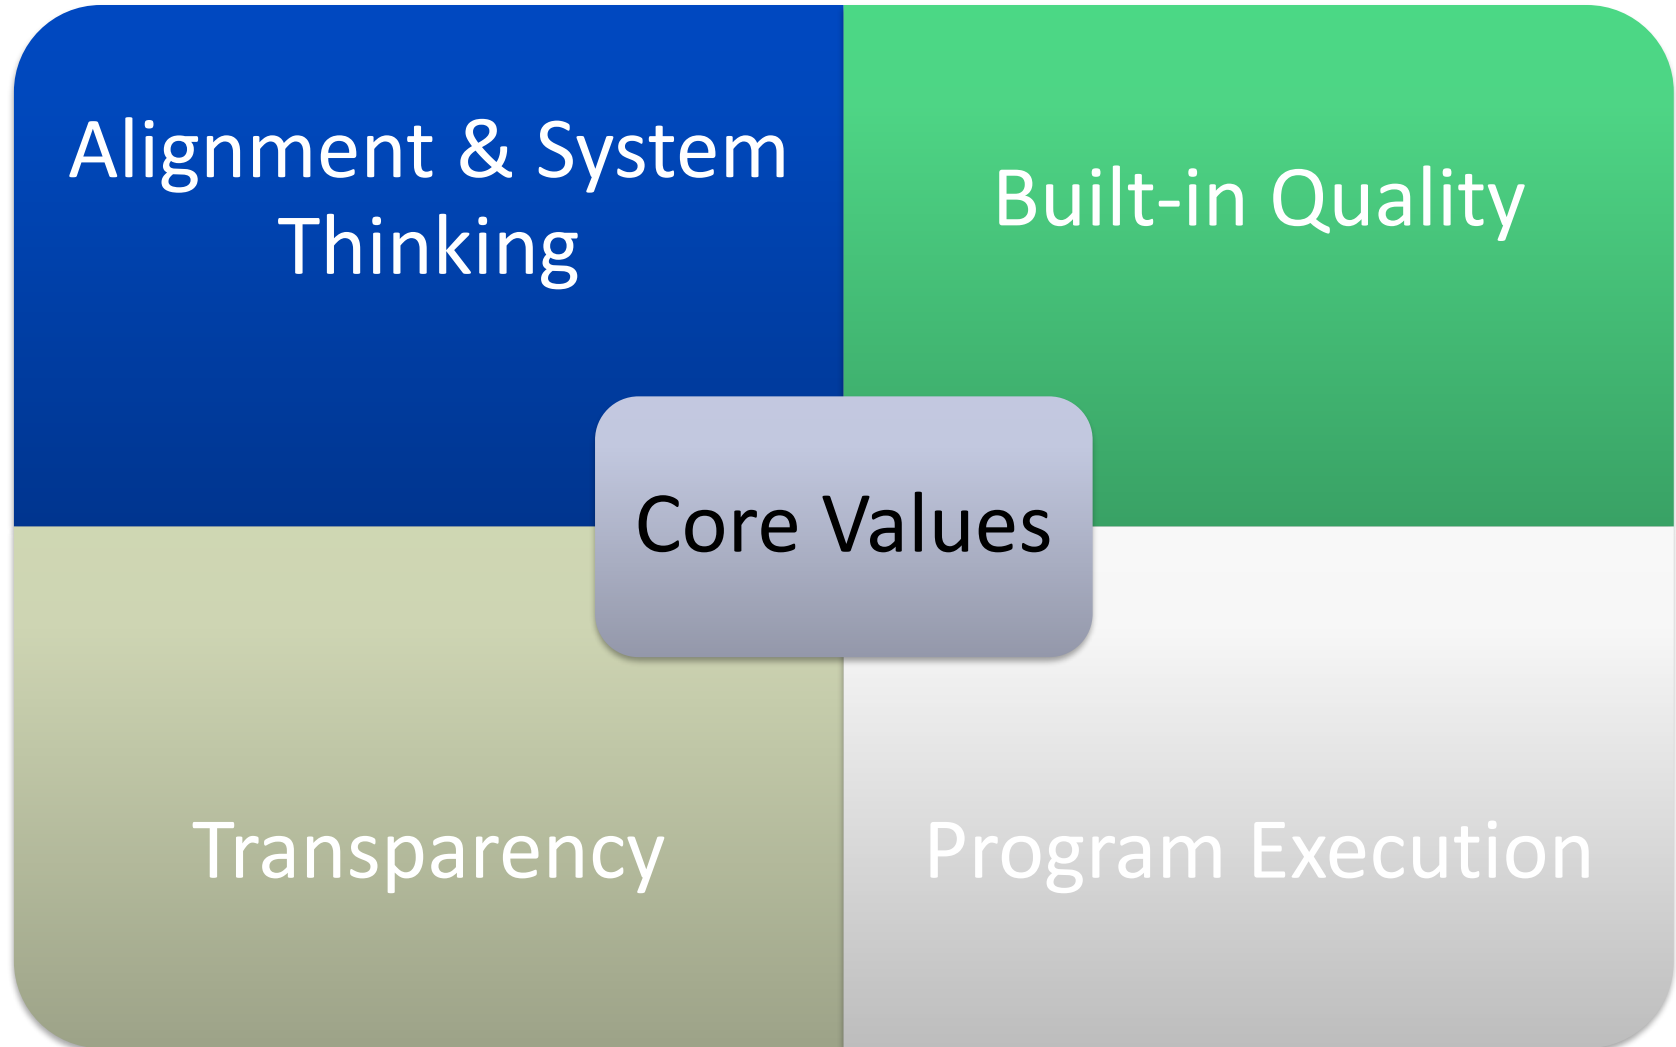 Alignment & System
Thinking
Built-in Quality
Core Values
Transparency
Program Execution